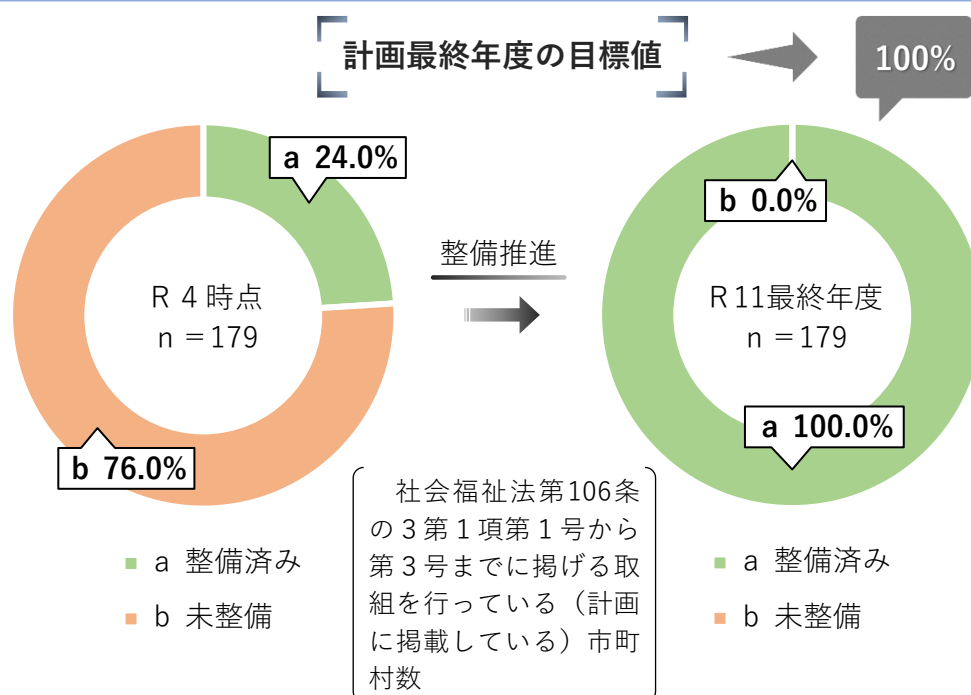 計画最終年度の目標値
100%
a 24.0%
b 76.0%
R 4 時点
n = 179
整備推進
b 0.0%
R 11最終年度
n = 179
a 100.0%
a 整備済み
b 未整備
社会福祉法第106条
の3第1項第1号から
第3号までに掲げる取
組を行っている（計画
に掲載している）市町
村数
a 整備済み
b 未整備